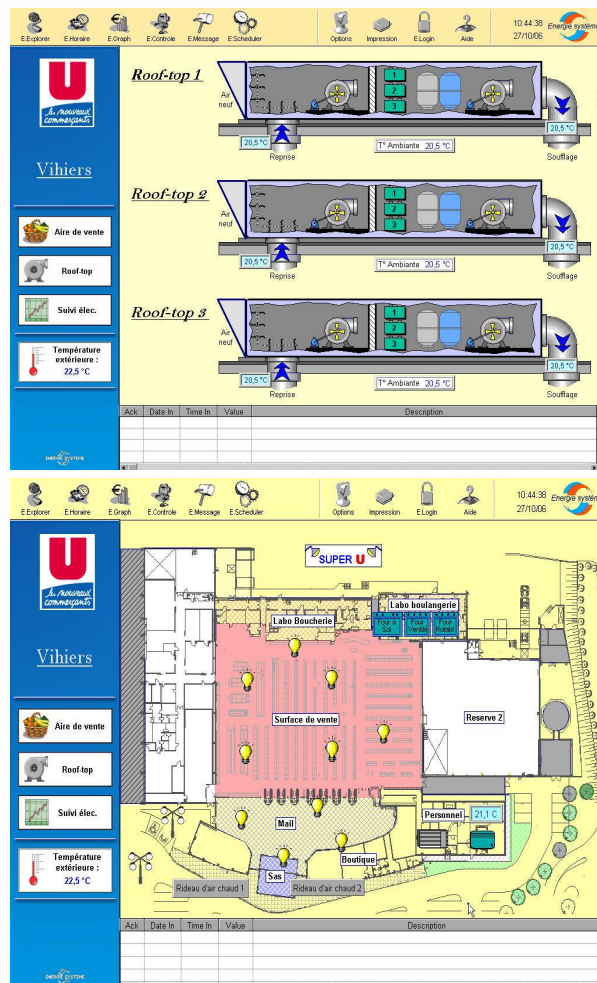 E.Explorer E.Horaire E.Graph E.Controle E.Message E.Scheduler Options Impression E.Login Aide 10:44:38 Energie système
27/10/06
U
les nouveaux
commerçants
Vihiers
Aire de vente
Roof-top
Suivi élec.
Température
extérieure :
22,5 °C
ENERGIE SYSTEME
Roof-top 1
Air
neuf
1
2
3
20,5 °C
20,5 °C
Reprise
T° Ambiante 20,5 °C
Soufflage
Roof-top 2
Air
neuf
1
2
3
20,5 °C
20,5 °C
Reprise
T° Ambiante 20,5 °C
Soufflage
Roof-top 3
Air
neuf
1
2
3
20,5 °C
20,5 °C
Reprise
T° Ambiante 20,5 °C
Soufflage
Ack Date In Time In Value Description
E.Explorer E.Horaire E.Graph E.Controle E.Message E.Scheduler Options Impression E.Login Aide 10:44:38 Energie systèm
27/10/06
U
les nouveaux
commerçants
Vihiers
Aire de vente
Roof-top
Suivi élec.
Température
extérieure :
22,5 °C
ENERGIE SYSTEME
SUPER U
Labo boulangerie
Labo Boucherie
Four à
Sol
Four
Ventilé
Four
Rotatif
Surface de vente
Reserve 2
Personnel 21,1 C
Mail
Boutique
Sas
Rideau d'air chaud 1
Rideau d'air chaud 2
Ack Date In Time In Value Description